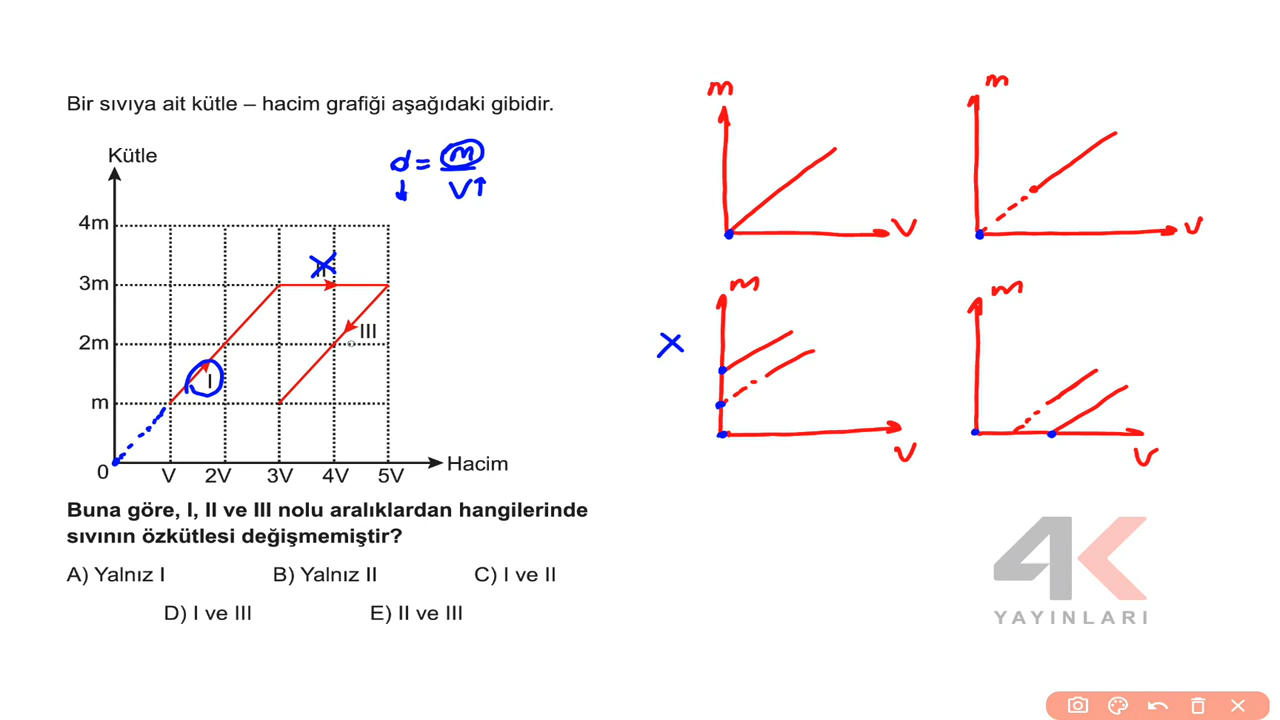 Bir sıvıya ait kütle – hacim grafiği aşağıdaki gibidir.
Kütle
d = m
V
4m
3m
2m
m
0
V 2V 3V 4V 5V
Hacim
I
II
III
Buna göre, I, II ve III nolu aralıklardan hangilerinde
sıvının özkütlesi değişmemiştir?
A) Yalnız I B) Yalnız II C) I ve II
D) I ve III E) II ve III
m
V
m
V
m
V
m
V
4K
YAYINLARI